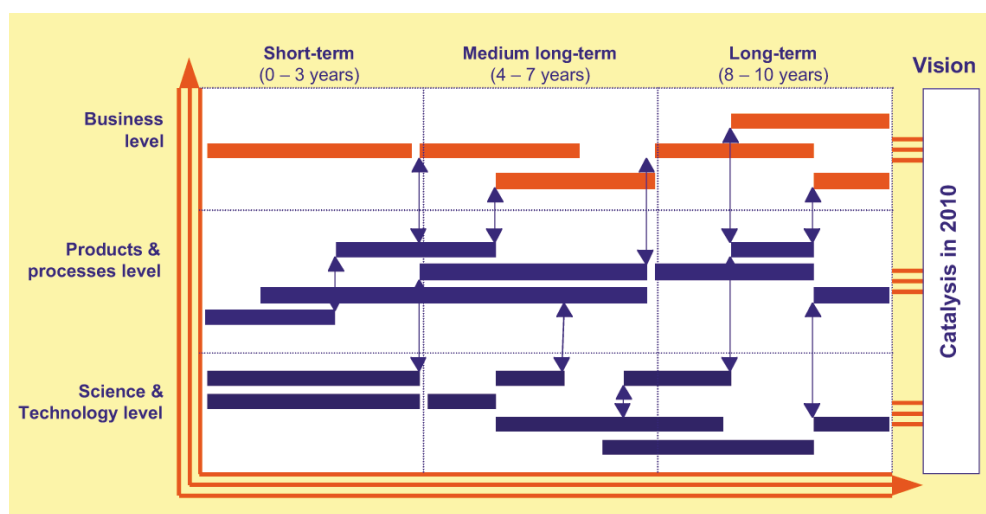 Short-term
(0 – 3 years)
Medium long-term
(4 – 7 years)
Long-term
(8 – 10 years)
Vision
Business
level
Products &
processes level
Science &
Technology level
Catalysis in 2010